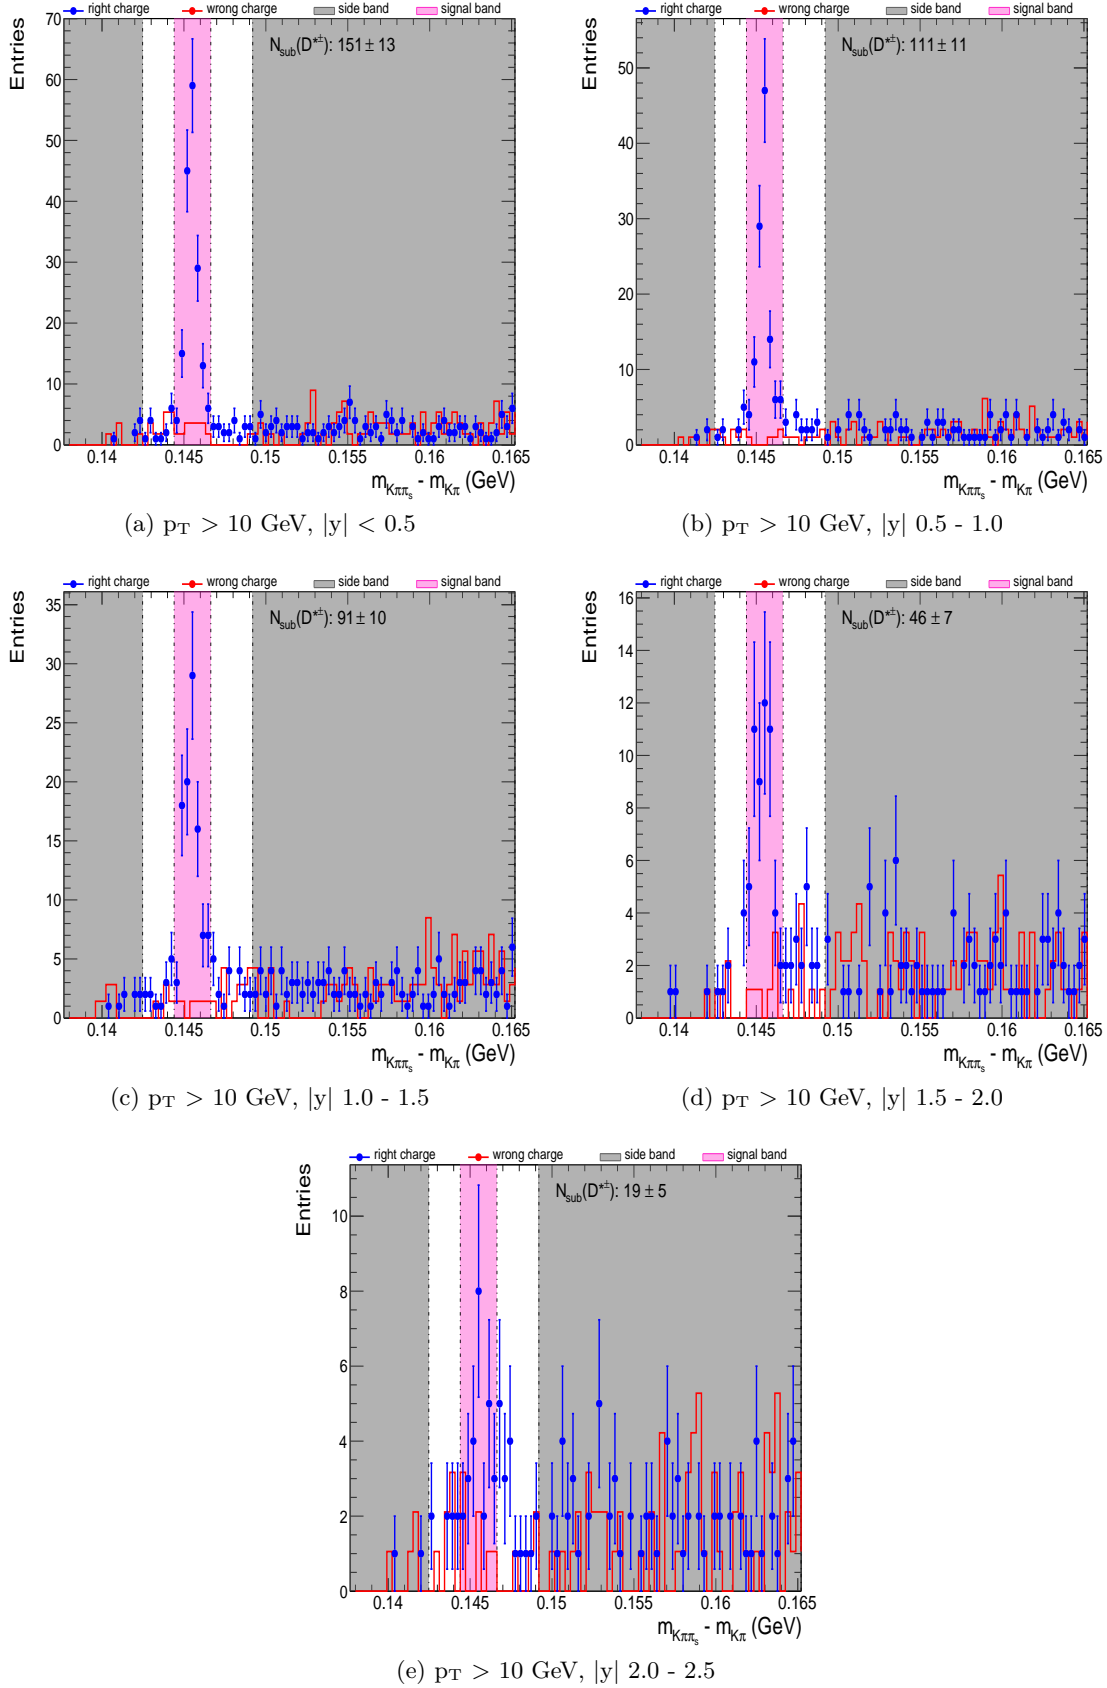 right charge wrong charge side band signal band
Entries
N_sub(D*±): 151 ± 13
70
60
50
40
30
20
10
0
0.14 0.145 0.15 0.155 0.16 0.165
m_Kππ_s - m_Kπ (GeV)
(a) p_T > 10 GeV, |y| < 0.5
right charge wrong charge side band signal band
Entries
N_sub(D*±): 111 ± 11
50
40
30
20
10
0
0.14 0.145 0.15 0.155 0.16 0.165
m_Kππ_s - m_Kπ (GeV)
(b) p_T > 10 GeV, |y| 0.5 - 1.0
right charge wrong charge side band signal band
Entries
N_sub(D*±): 91 ± 10
35
30
25
20
15
10
5
0
0.14 0.145 0.15 0.155 0.16 0.165
m_Kππ_s - m_Kπ (GeV)
(c) p_T > 10 GeV, |y| 1.0 - 1.5
right charge wrong charge side band signal band
Entries
N_sub(D*±): 46 ± 7
16
14
12
10
8
6
4
2
0
0.14 0.145 0.15 0.155 0.16 0.165
m_Kππ_s - m_Kπ (GeV)
(d) p_T > 10 GeV, |y| 1.5 - 2.0
right charge wrong charge side band signal band
Entries
N_sub(D*±): 19 ± 5
10
8
6
4
2
0
0.14 0.145 0.15 0.155 0.16 0.165
m_Kππ_s - m_Kπ (GeV)
(e) p_T > 10 GeV, |y| 2.0 - 2.5